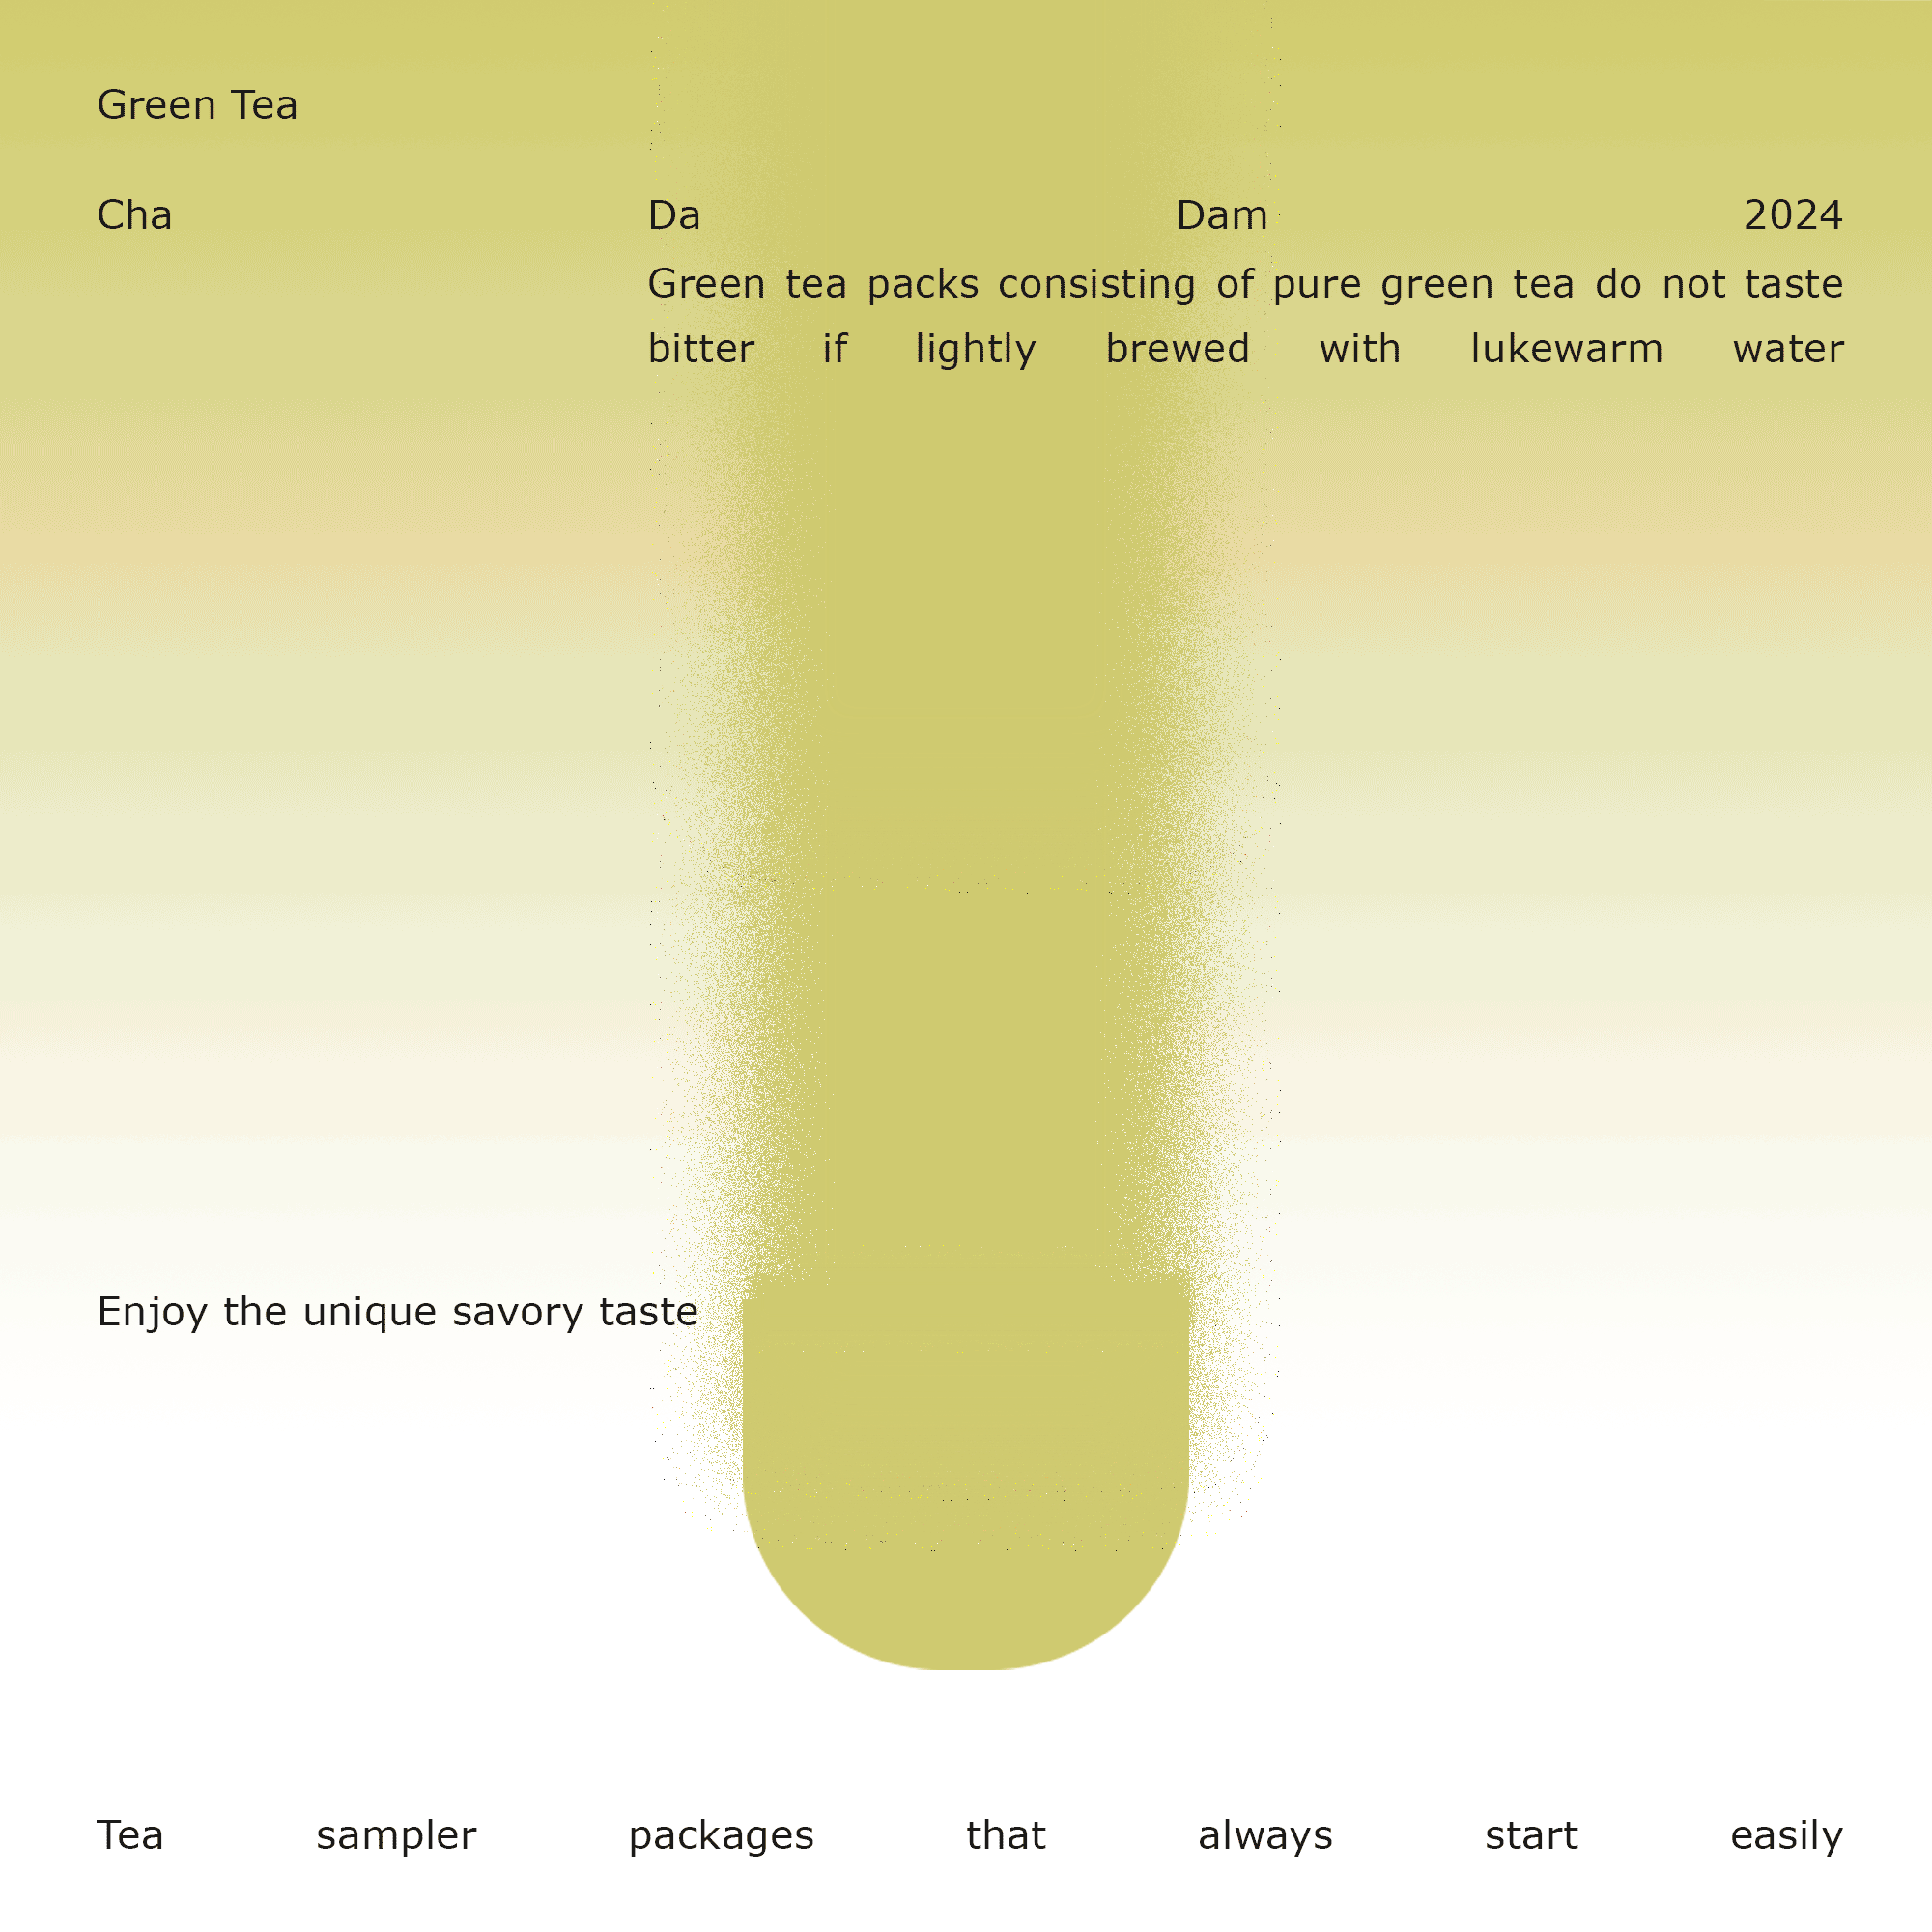 Green Tea
Cha Da Dam 2024
Green tea packs consisting of pure green tea do not taste
bitter if lightly brewed with lukewarm water
Enjoy the unique savory taste
Tea sampler packages that always start easily